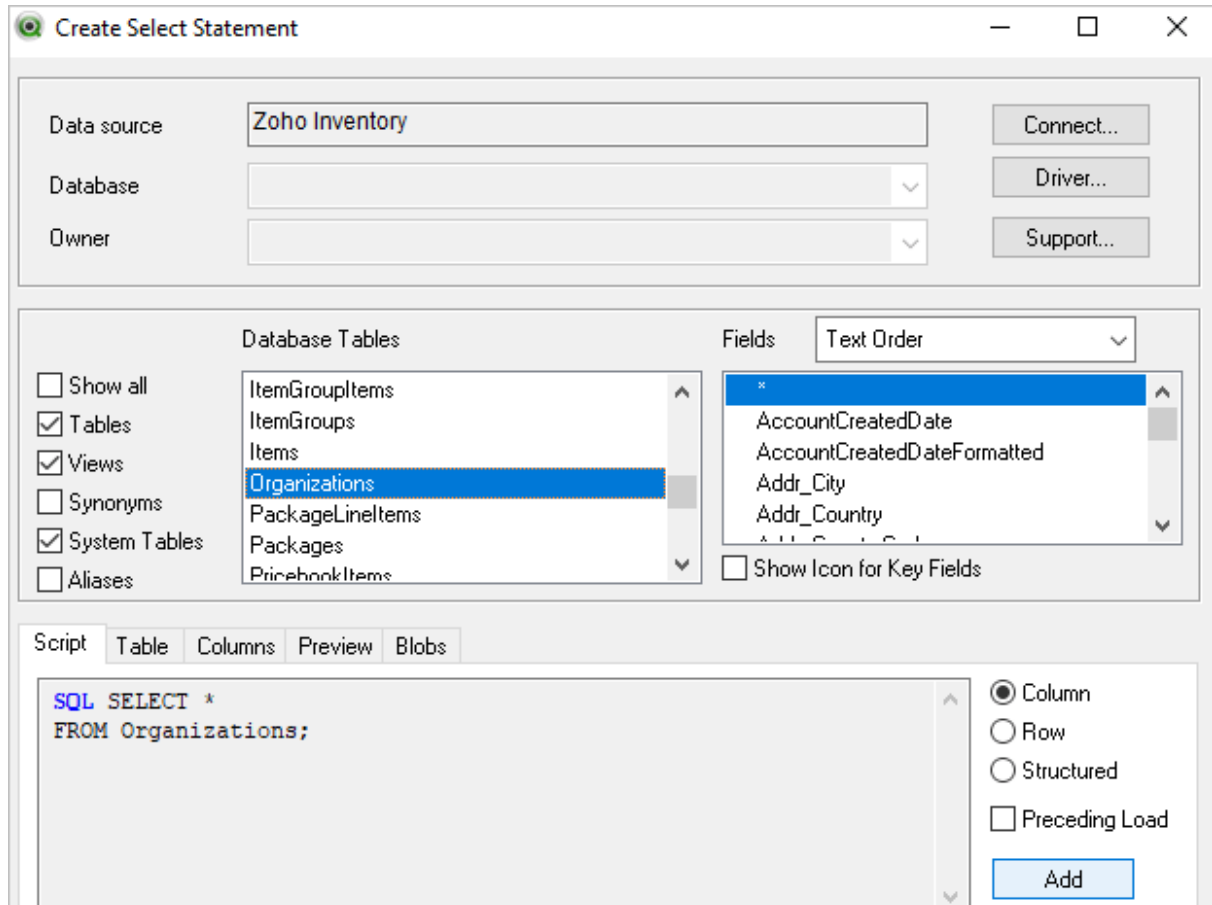 Create Select Statement
Data source
Zoho Inventory
Connect...
Database
Driver...
Owner
Support...
Database Tables
Fields
Text Order
Show all
Tables
Views
Synonyms
System Tables
Aliases
ItemGroupItems
ItemGroups
Items
Organizations
PackageLineItems
Packages
PricebookItems
*
AccountCreatedDate
AccountCreatedDateFormatted
Addr_City
Addr_Country
Show Icon for Key Fields
Script
Table
Columns
Preview
Blobs
SQL SELECT *
FROM Organizations;
Column
Row
Structured
Preceding Load
Add